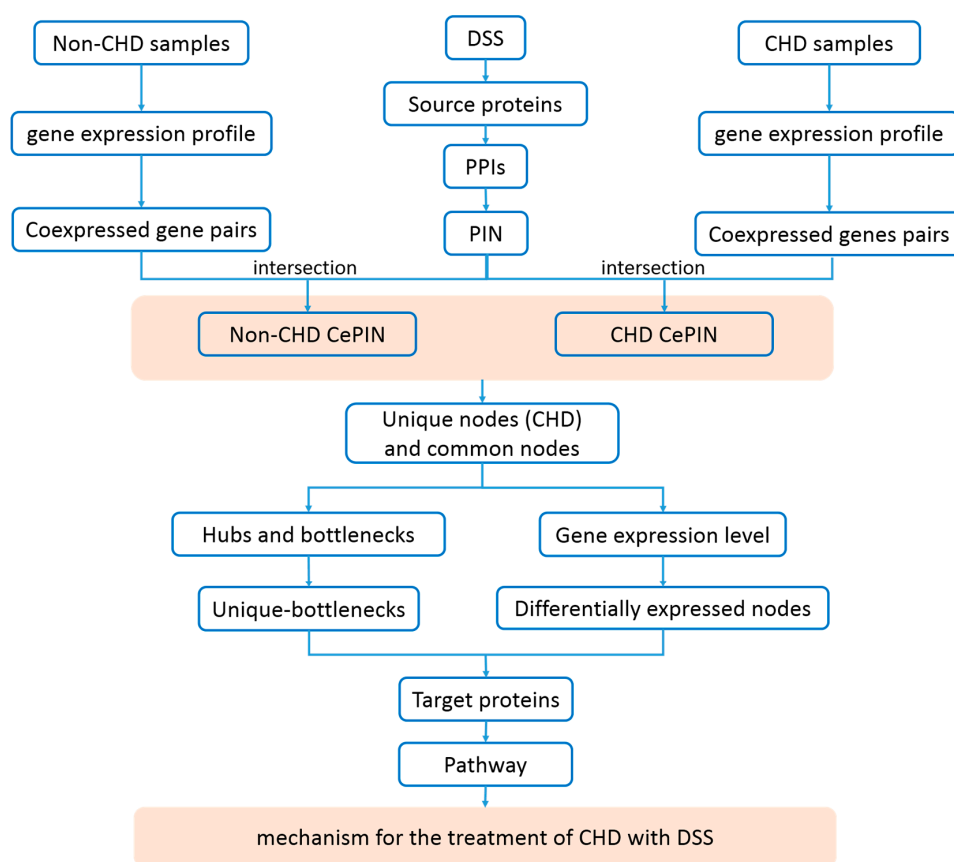 Non-CHD samples
DSS
CHD samples
Source proteins
gene expression profile
gene expression profile
PPIs
Coexpressed gene pairs
PIN
Coexpressed genes pairs
intersection
intersection
Non-CHD CePIN
CHD CePIN
Unique nodes (CHD)
and common nodes
Hubs and bottlenecks
Gene expression level
Unique-bottlenecks
Differentially expressed nodes
Target proteins
Pathway
mechanism for the treatment of CHD with DSS